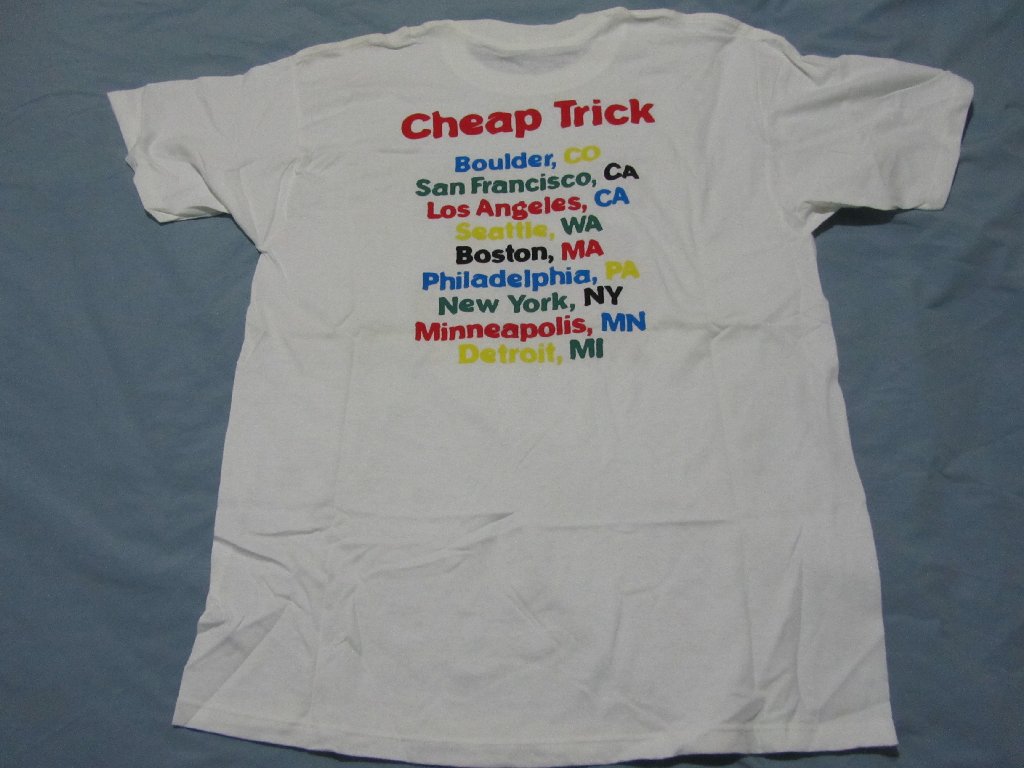 Cheap Trick
Boulder, CO
San Francisco, CA
Los Angeles, CA
Seattle, WA
Boston, MA
Philadelphia, PA
New York, NY
Minneapolis, MN
Detroit, MI